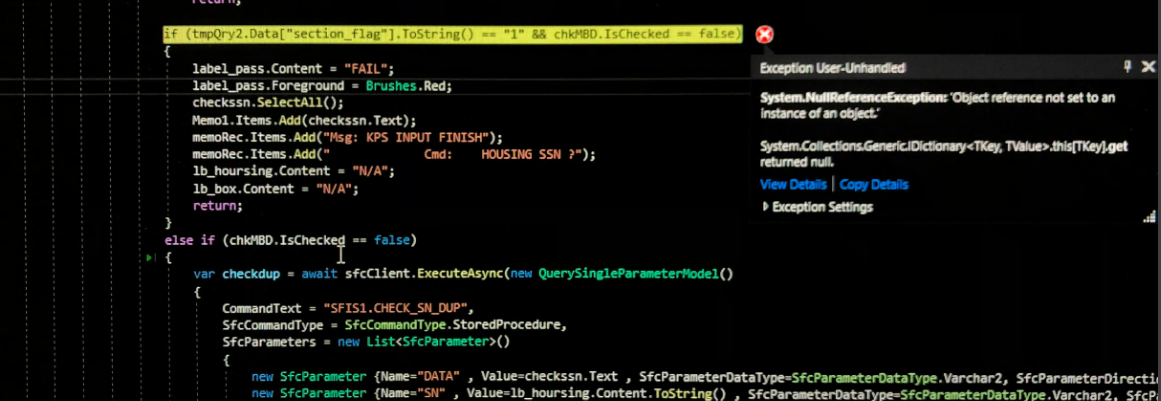 return;
if (tmpQry2.Data["section_flag"].ToString() == "1" && chkMBD.IsChecked == false)
{
label_pass.Content = "FAIL";
label_pass.Foreground = Brushes.Red;
checkssn.SelectAll();
Memo1.Items.Add(checkssn.Text);
memoRec.Items.Add("Msg: KPS INPUT FINISH");
memoRec.Items.Add("            Cmd:    HOUSING SSN ?");
lb_hoursing.Content = "N/A";
lb_box.Content = "N/A";
return;
}
else if (chkMBD.IsChecked == false)
{
var checkdup = await sfcClient.ExecuteAsync(new QuerySingleParameterModel()
{
CommandText = "SFIS1.CHECK_SN_DUP",
SfcCommandType = SfcCommandType.StoredProcedure,
SfcParameters = new List<SfcParameter>()
{
new SfcParameter {Name="DATA" , Value=checkssn.Text , SfcParameterDataType=SfcParameterDataType.Varchar2, SfcParameterDirecti
new SfcParameter {Name="SN" , Value=lb_hoursing.Content.ToString() , SfcParameterDataType=SfcParameterDataType.Varchar2, SfcP
Exception User-Unhandled
System.NullReferenceException: 'Object reference not set to an
instance of an object.'
System.Collections.Generic.IDictionary<TKey, TValue>.this[TKey].get
returned null.
View Details | Copy Details
Exception Settings